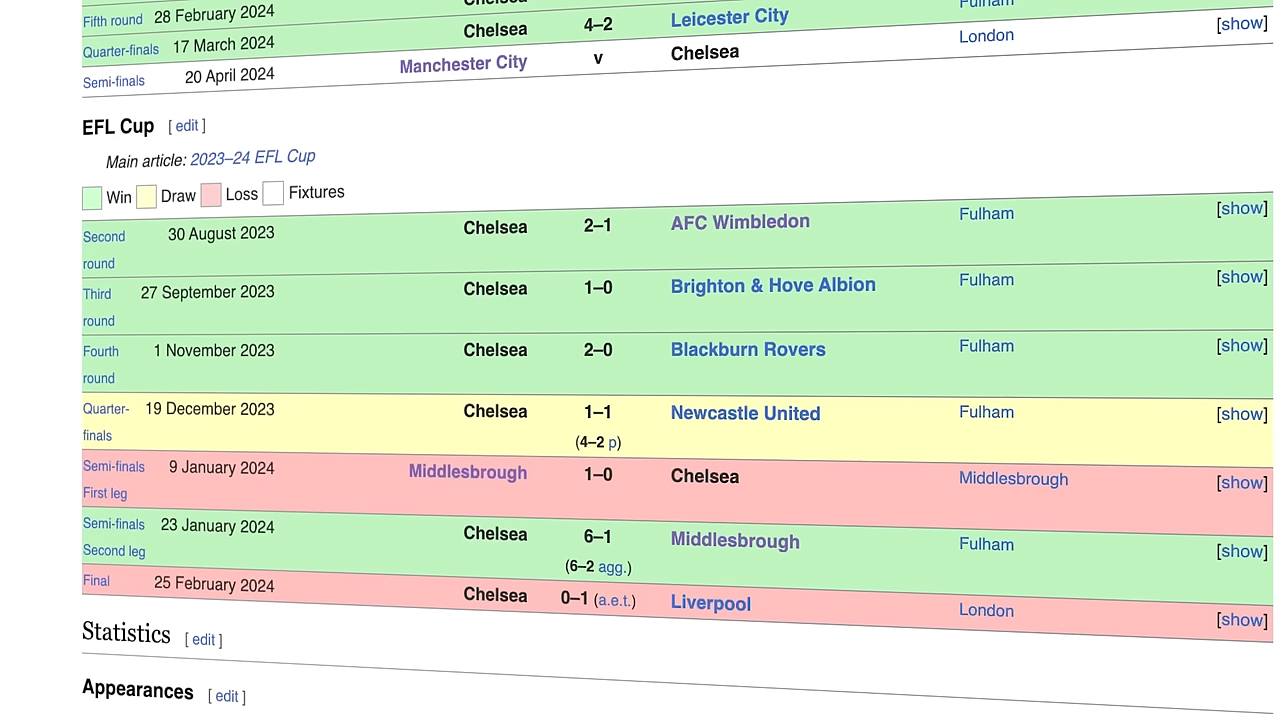 Fifth round 28 February 2024 Chelsea Fulham
Quarter-finals 17 March 2024 Chelsea 4–2 Leicester City London [show]
Semi-finals 20 April 2024 Manchester City v Chelsea
EFL Cup [ edit ]
Main article: 2023–24 EFL Cup
Win Draw Loss Fixtures
Second round 30 August 2023 Chelsea 2–1 AFC Wimbledon Fulham [show]
Third round 27 September 2023 Chelsea 1–0 Brighton & Hove Albion Fulham [show]
Fourth round 1 November 2023 Chelsea 2–0 Blackburn Rovers Fulham [show]
Quarter-finals 19 December 2023 Chelsea 1–1 Newcastle United Fulham [show]
(4–2 p)
Semi-finals First leg 9 January 2024 Middlesbrough 1–0 Chelsea Middlesbrough [show]
Semi-finals Second leg 23 January 2024 Chelsea 6–1 Middlesbrough Fulham [show]
(6–2 agg.)
Final 25 February 2024 Chelsea 0–1 (a.e.t.) Liverpool London [show]
Statistics [ edit ]
Appearances [ edit ]